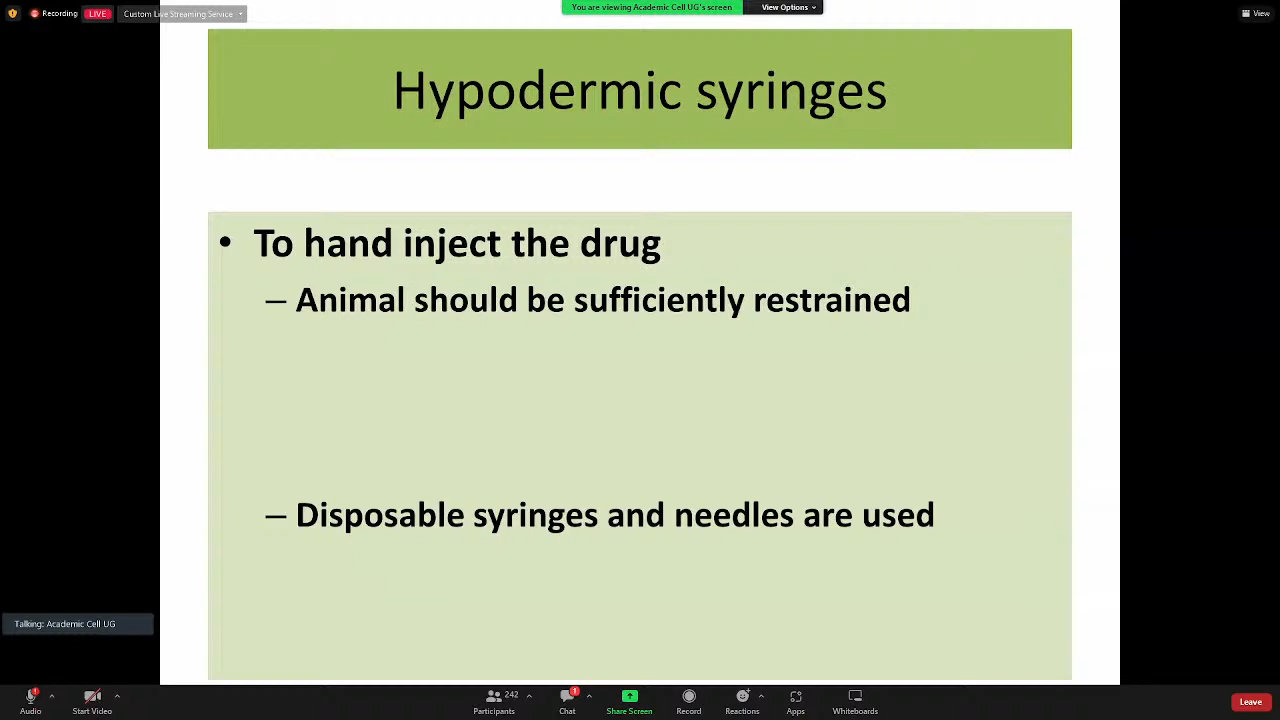 Recording
LIVE
Custom Live Streaming Service
You are viewing Academic Cell UG's screen
View Options
View
Hypodermic syringes
• To hand inject the drug
– Animal should be sufficiently restrained
– Disposable syringes and needles are used
Talking: Academic Cell UG
Audio
Start Video
242
Participants
1
Chat
Share Screen
Record
Reactions
Apps
Whiteboards
Leave